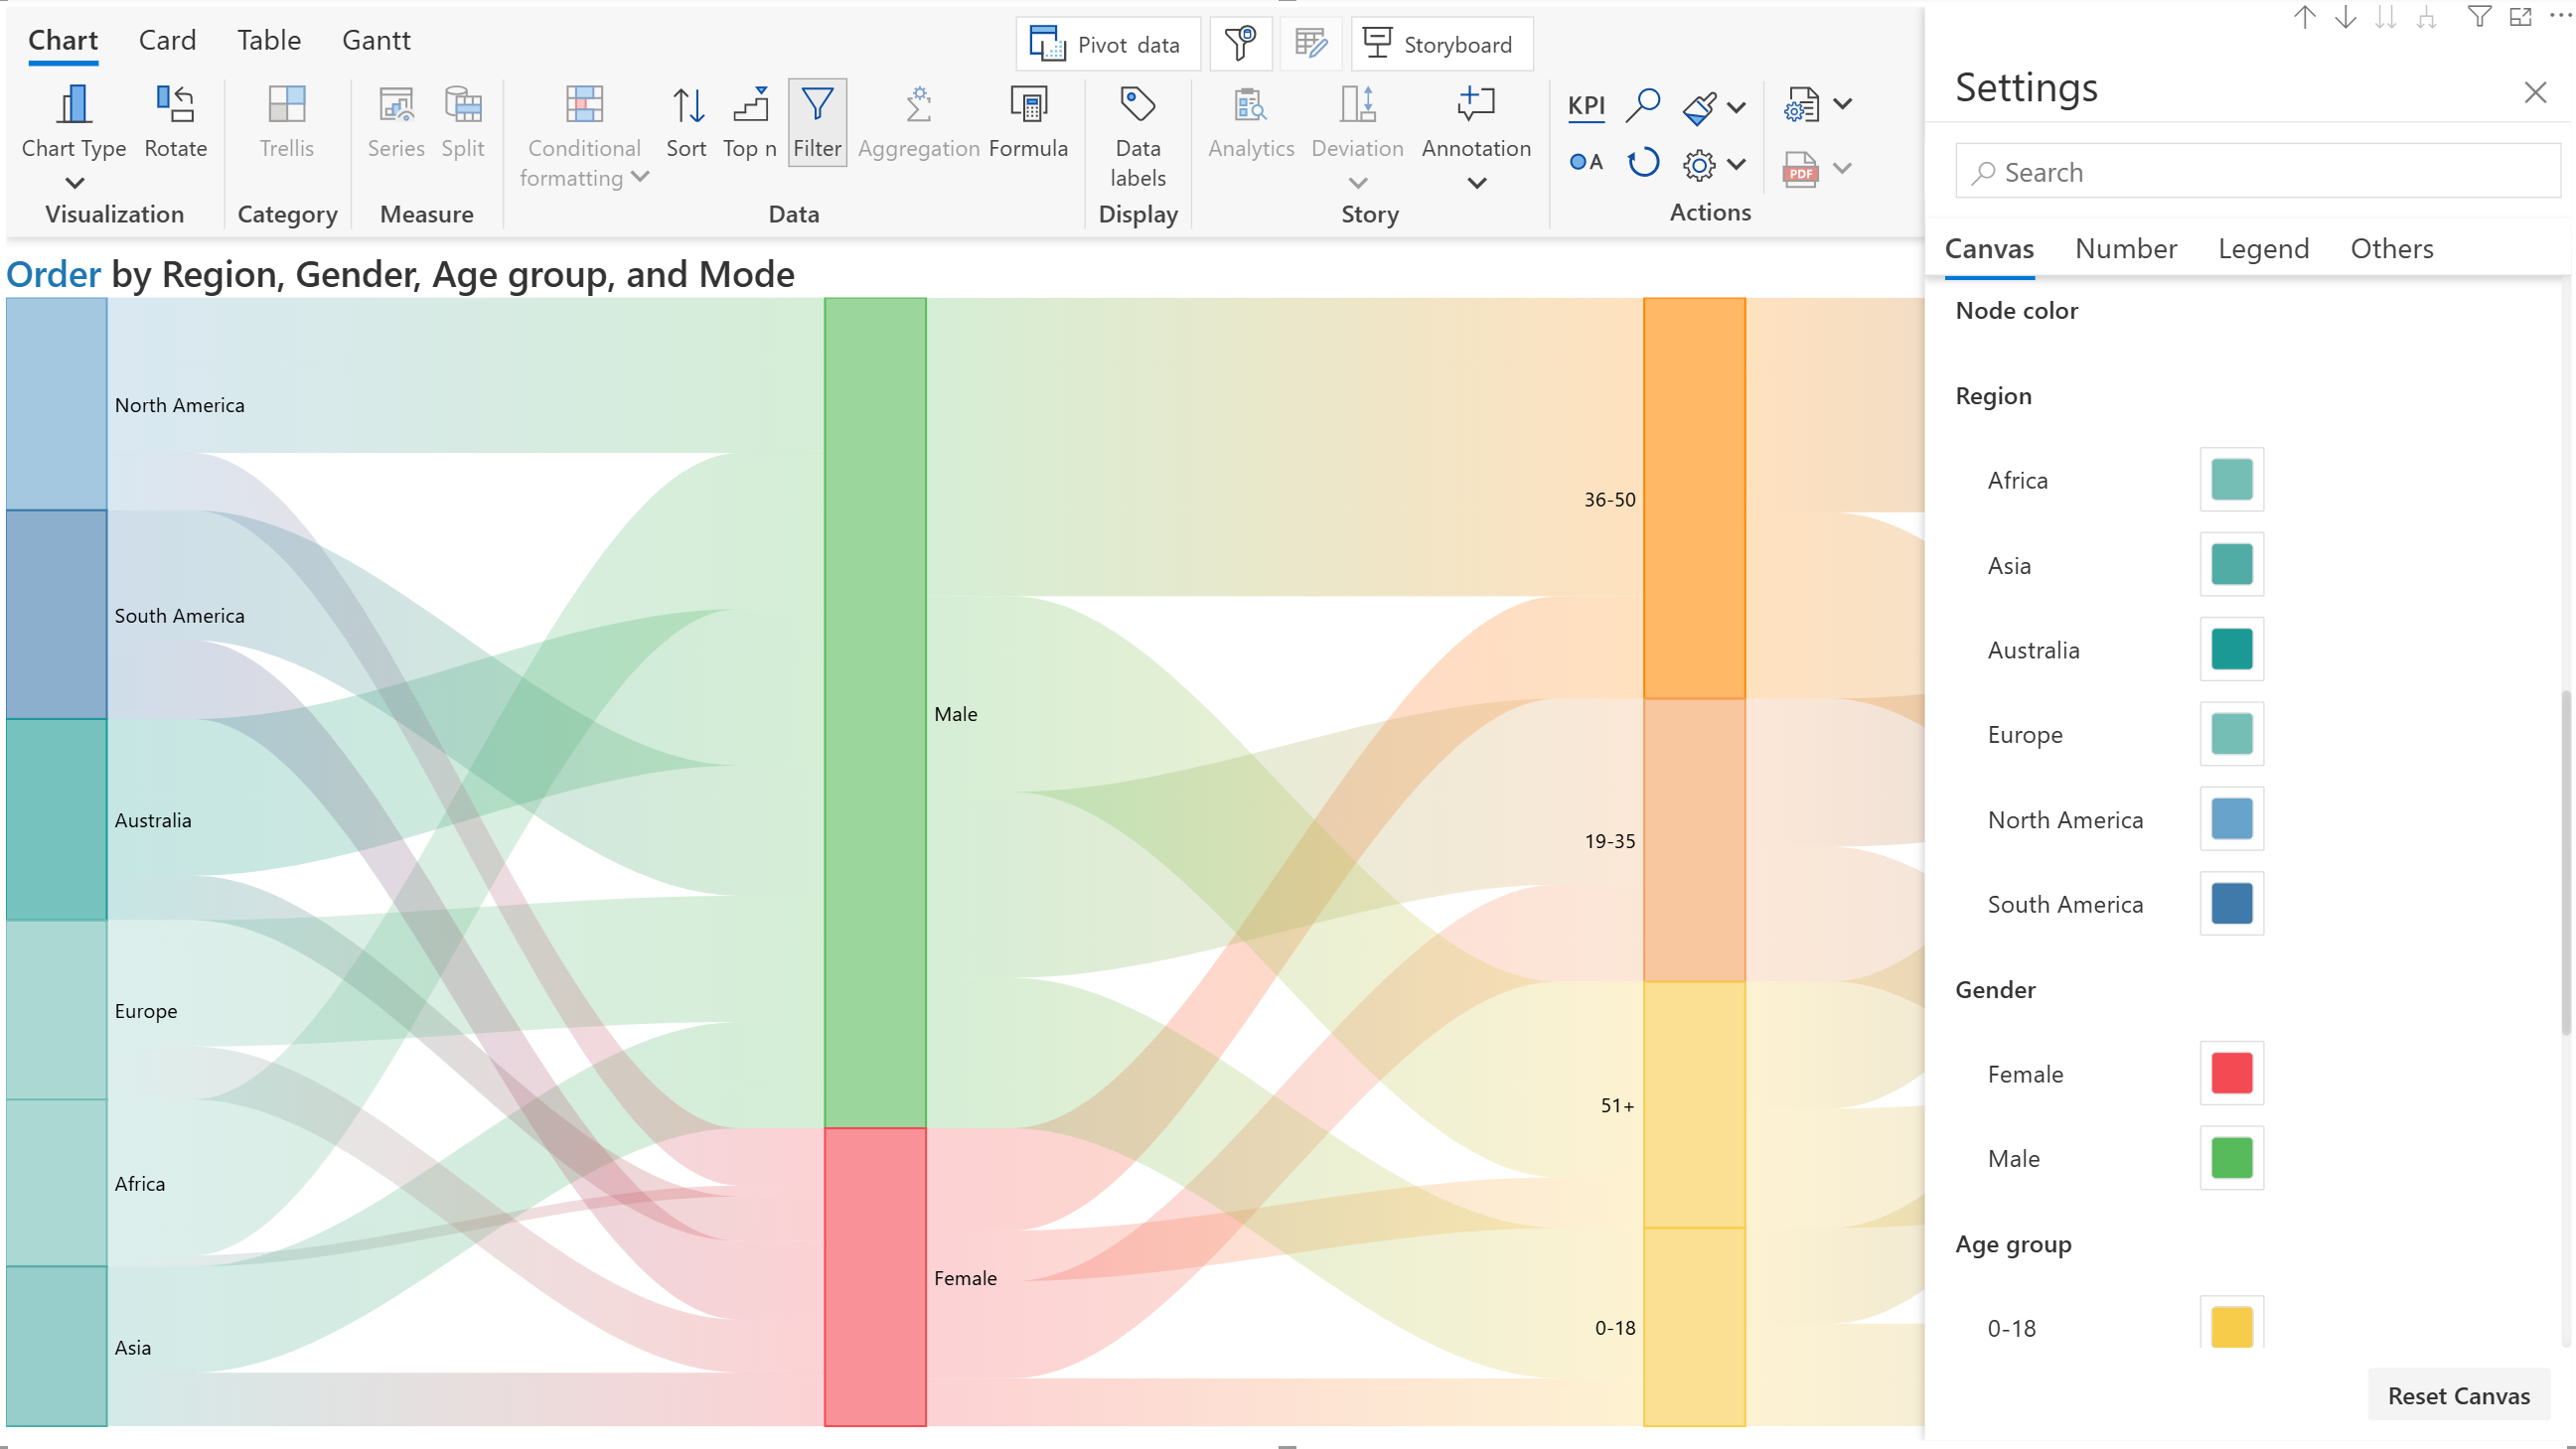 Chart Card Table Gantt
Pivot data Storyboard
Chart Type Rotate Trellis Series Split Conditional formatting Sort Top n Filter Aggregation Formula Data labels Analytics Deviation Annotation KPI
A
PDF
Visualization Category Measure Data Display Story Actions
Order by Region, Gender, Age group, and Mode
North America
South America
Australia
Europe
Africa
Asia
Male
Female
36-50
19-35
51+
0-18
Settings
Search
Canvas Number Legend Others
Node color
Region
Africa
Asia
Australia
Europe
North America
South America
Gender
Female
Male
Age group
0-18
Reset Canvas